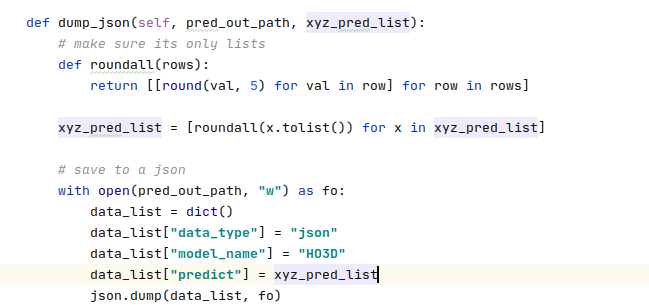 def dump_json(self, pred_out_path, xyz_pred_list):
# make sure its only lists
def roundall(rows):
return [[round(val, 5) for val in row] for row in rows]
xyz_pred_list = [roundall(x.tolist()) for x in xyz_pred_list]
# save to a json
with open(pred_out_path, "w") as fo:
data_list = dict()
data_list["data_type"] = "json"
data_list["model_name"] = "HO3D"
data_list["predict"] = xyz_pred_list
json.dump(data_list, fo)